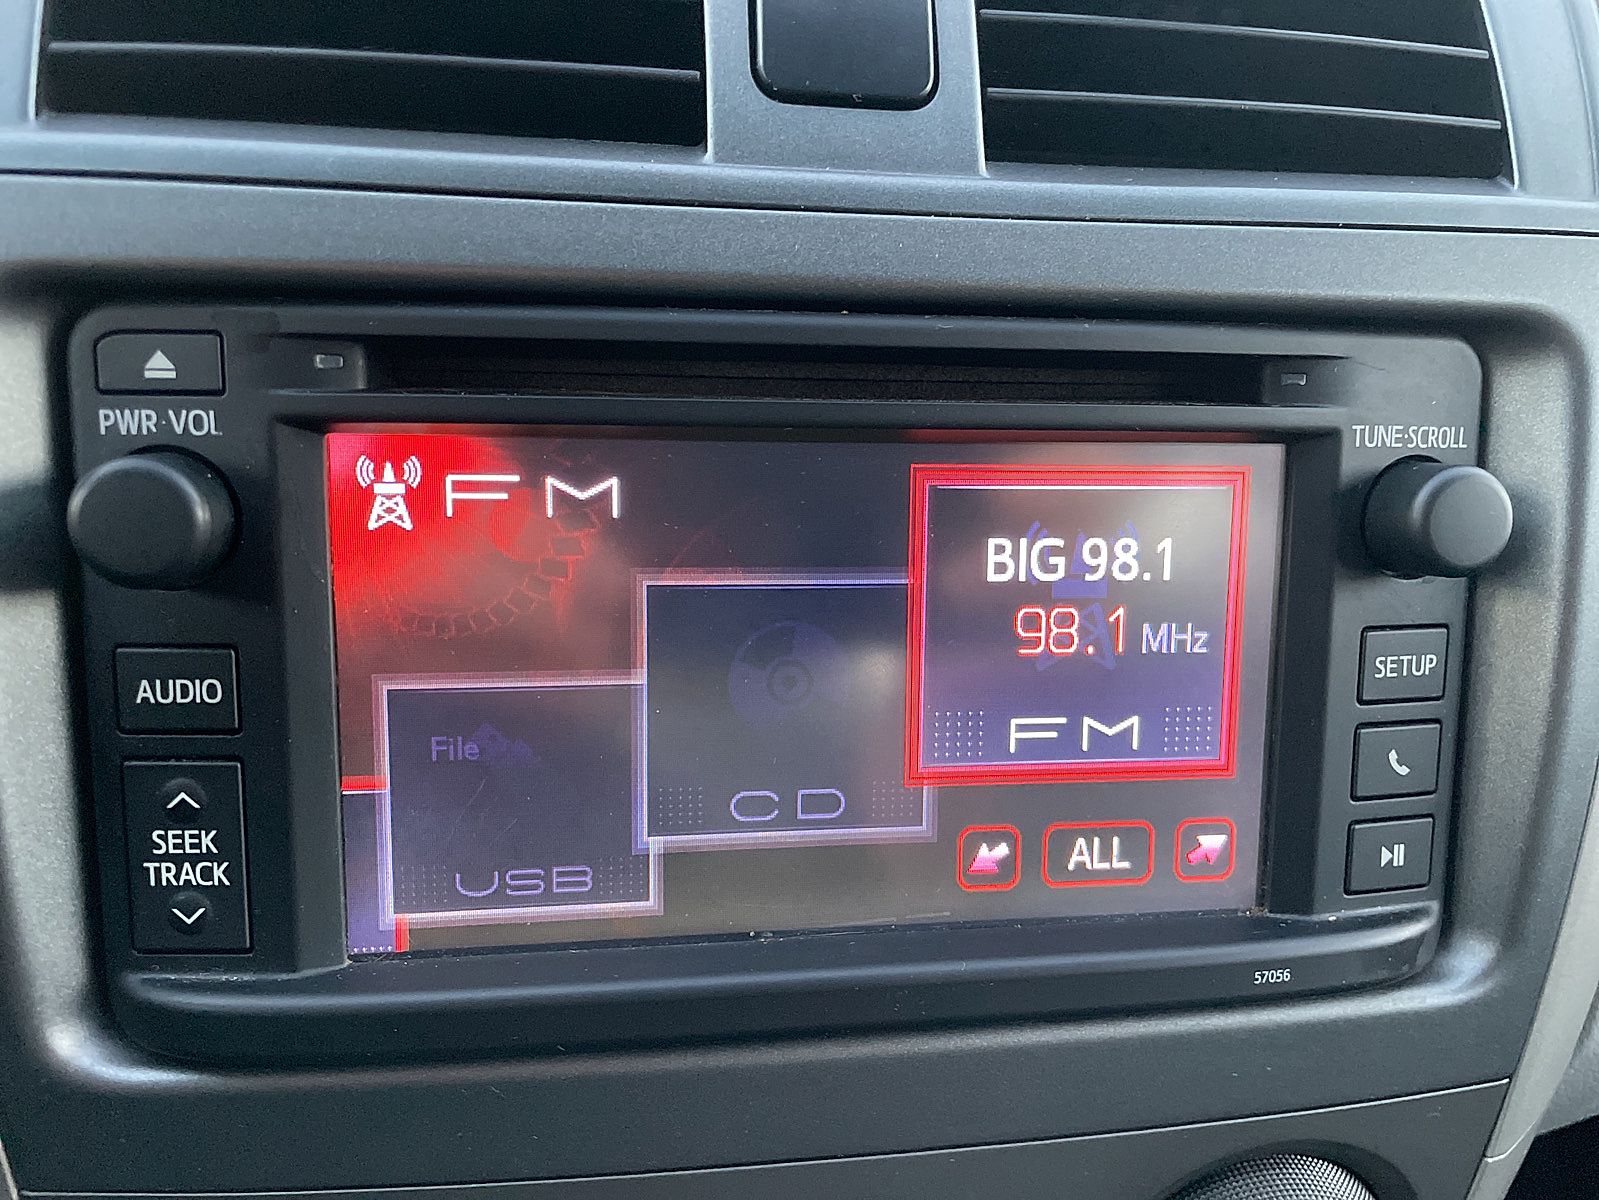 PWR·VOL
TUNE·SCROLL
FM
BIG 98.1
98.1 MHz
FM
AUDIO
SETUP
File
CD
SEEK
TRACK
USB
ALL
57056